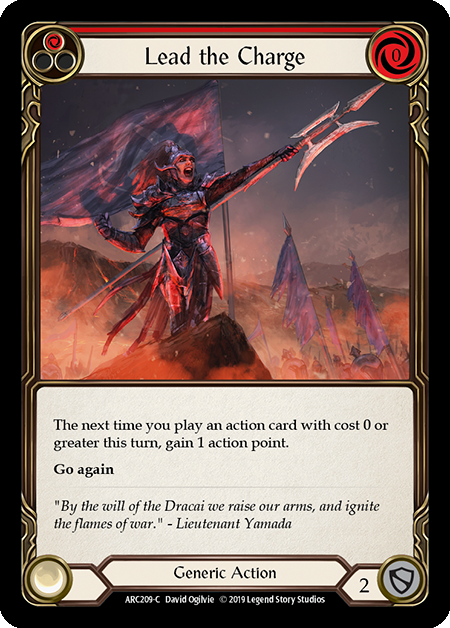 Lead the Charge
0
The next time you play an action card with cost 0 or
greater this turn, gain 1 action point.
Go again
"By the will of the Dracai we raise our arms, and ignite
the flames of war." - Lieutenant Yamada
Generic Action
2
ARC209-C David Ogilvie © 2019 Legend Story Studios